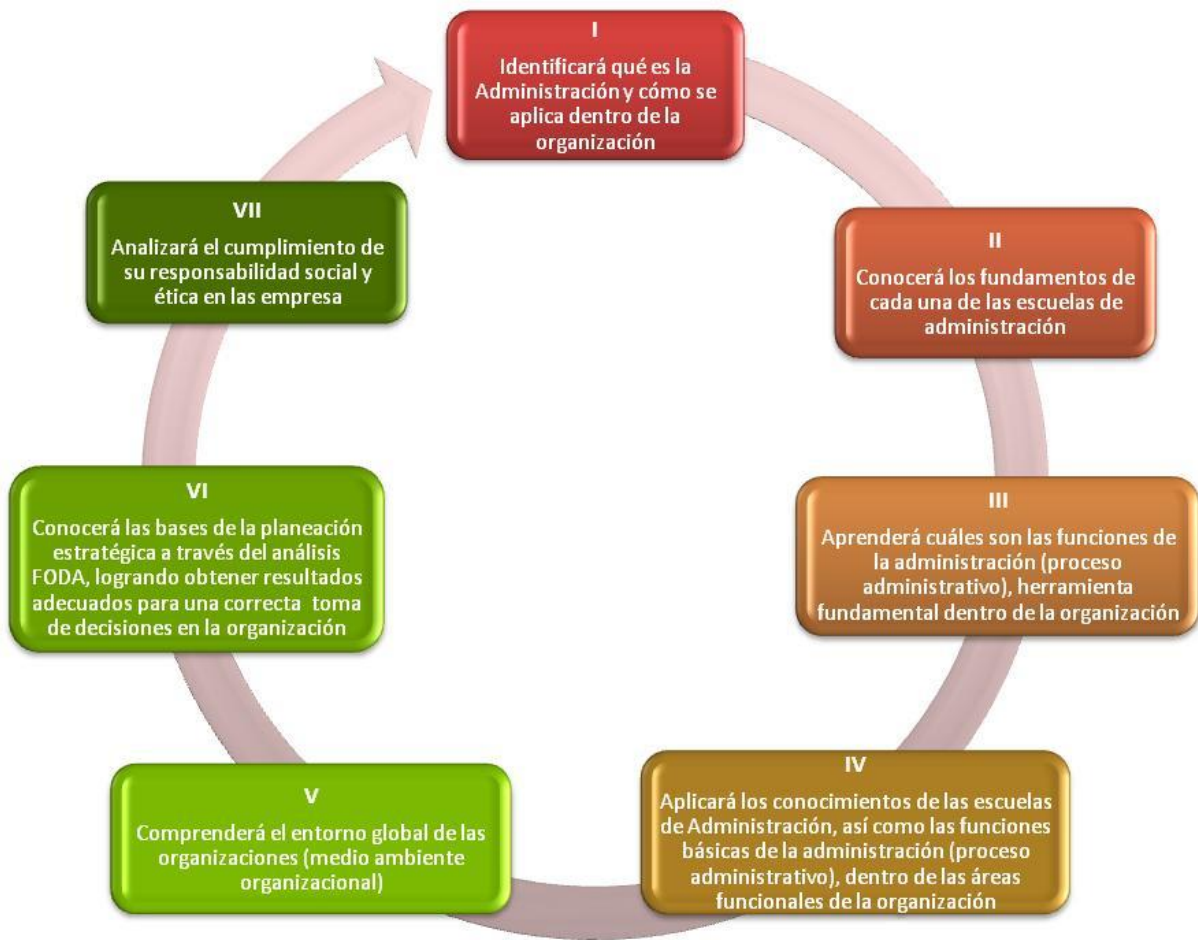 I
Identificará qué es la
Administración y cómo se
aplica dentro de la
organización
II
Conocerá los fundamentos de
cada una de las escuelas de
administración
III
Aprenderá cuáles son las funciones de
la administración (proceso
administrativo), herramienta
fundamental dentro de la organización
IV
Aplicará los conocimientos de las escuelas
de Administración, así como las funciones
básicas de la administración (proceso
administrativo), dentro de las áreas
funcionales de la organización
V
Comprenderá el entorno global de las
organizaciones (medio ambiente
organizacional)
VI
Conocerá las bases de la planeación
estratégica a través del análisis
FODA, logrando obtener resultados
adecuados para una correcta toma
de decisiones en la organización
VII
Analizará el cumplimiento de
su responsabilidad social y
ética en las empresa